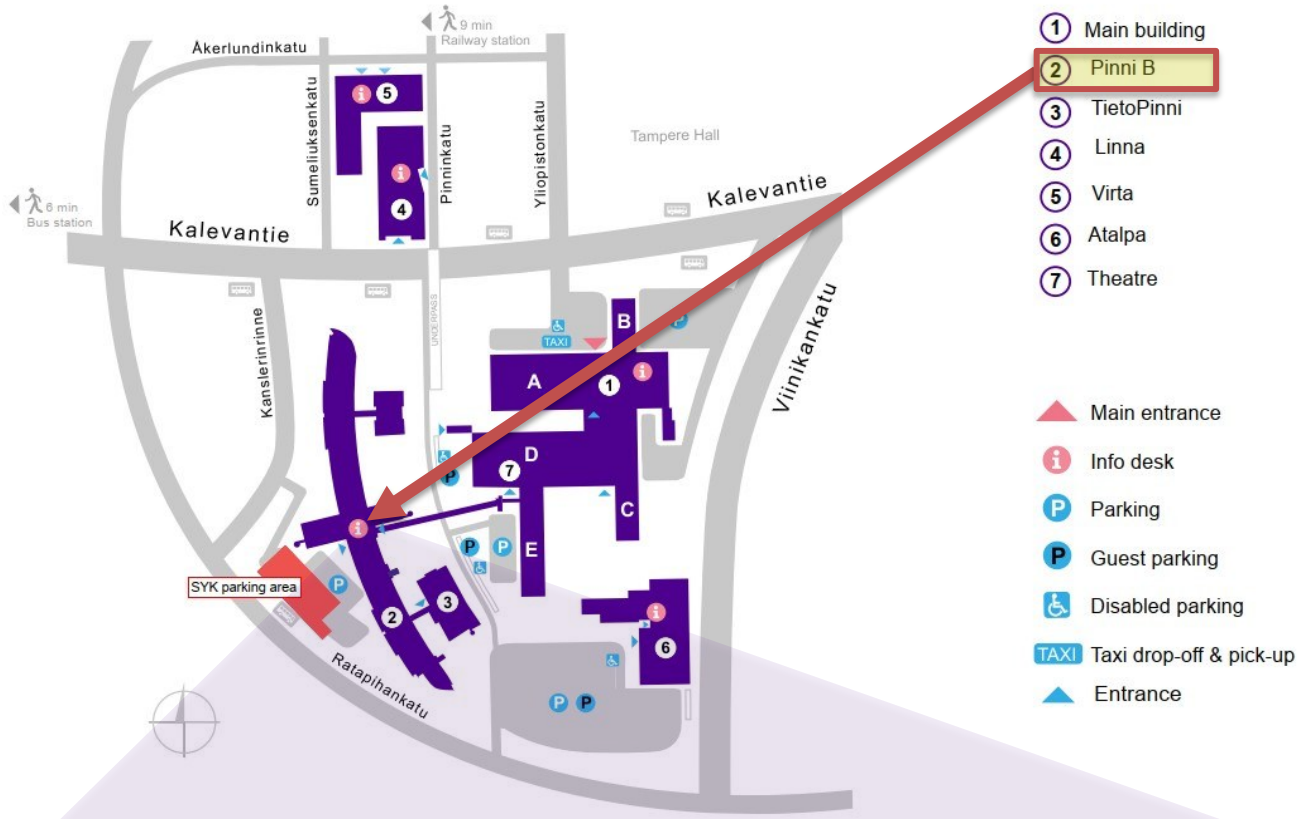 9 min
Railway station
Åkerlundinkatu
Sumeliuksenkatu
Pinninkatu
Yliopistonkatu
i
5
i
4
Tampere Hall
6 min
Bus station
Kalevantie
Kalevantie
Kanslerinrinne
UNDERPASS
Viinikankatu
TAXI
P
B
A
1
i
D
7
P
C
E
i
P
P
P
SYK parking area
2
3
i
6
Ratapihankatu
P
P
1 Main building
2 Pinni B
3 TietoPinni
4 Linna
5 Virta
6 Atalpa
7 Theatre
Main entrance
i Info desk
P Parking
P Guest parking
Disabled parking
TAXI Taxi drop-off & pick-up
Entrance